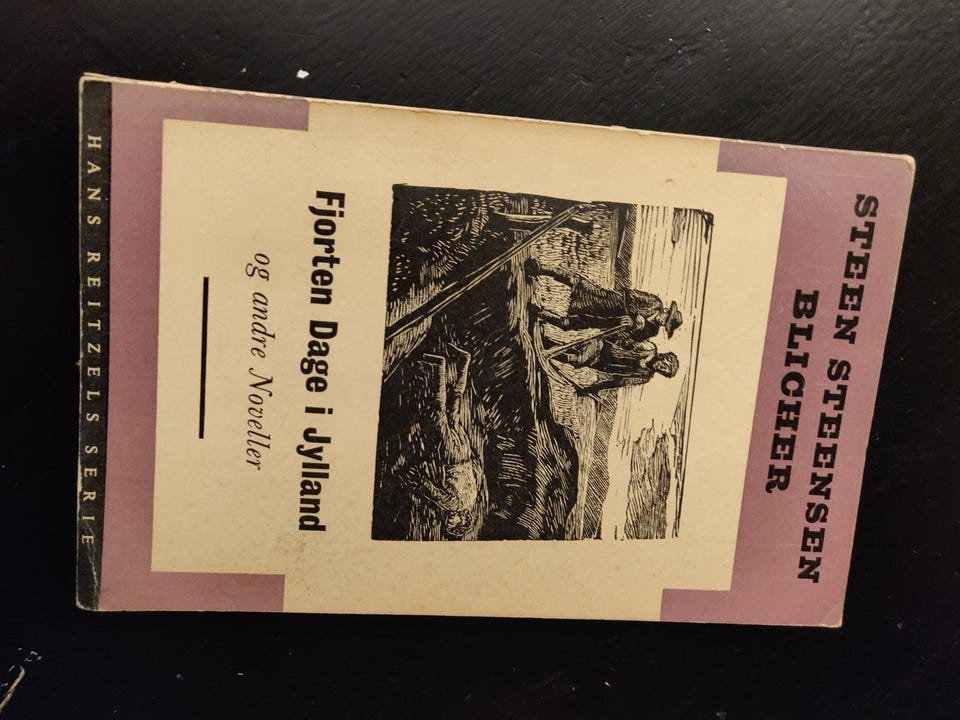 STEEN STEENSEN
BLICHER
Fjorten Dage i Jylland
og andre Noveller
HANS REITZELS SERIE